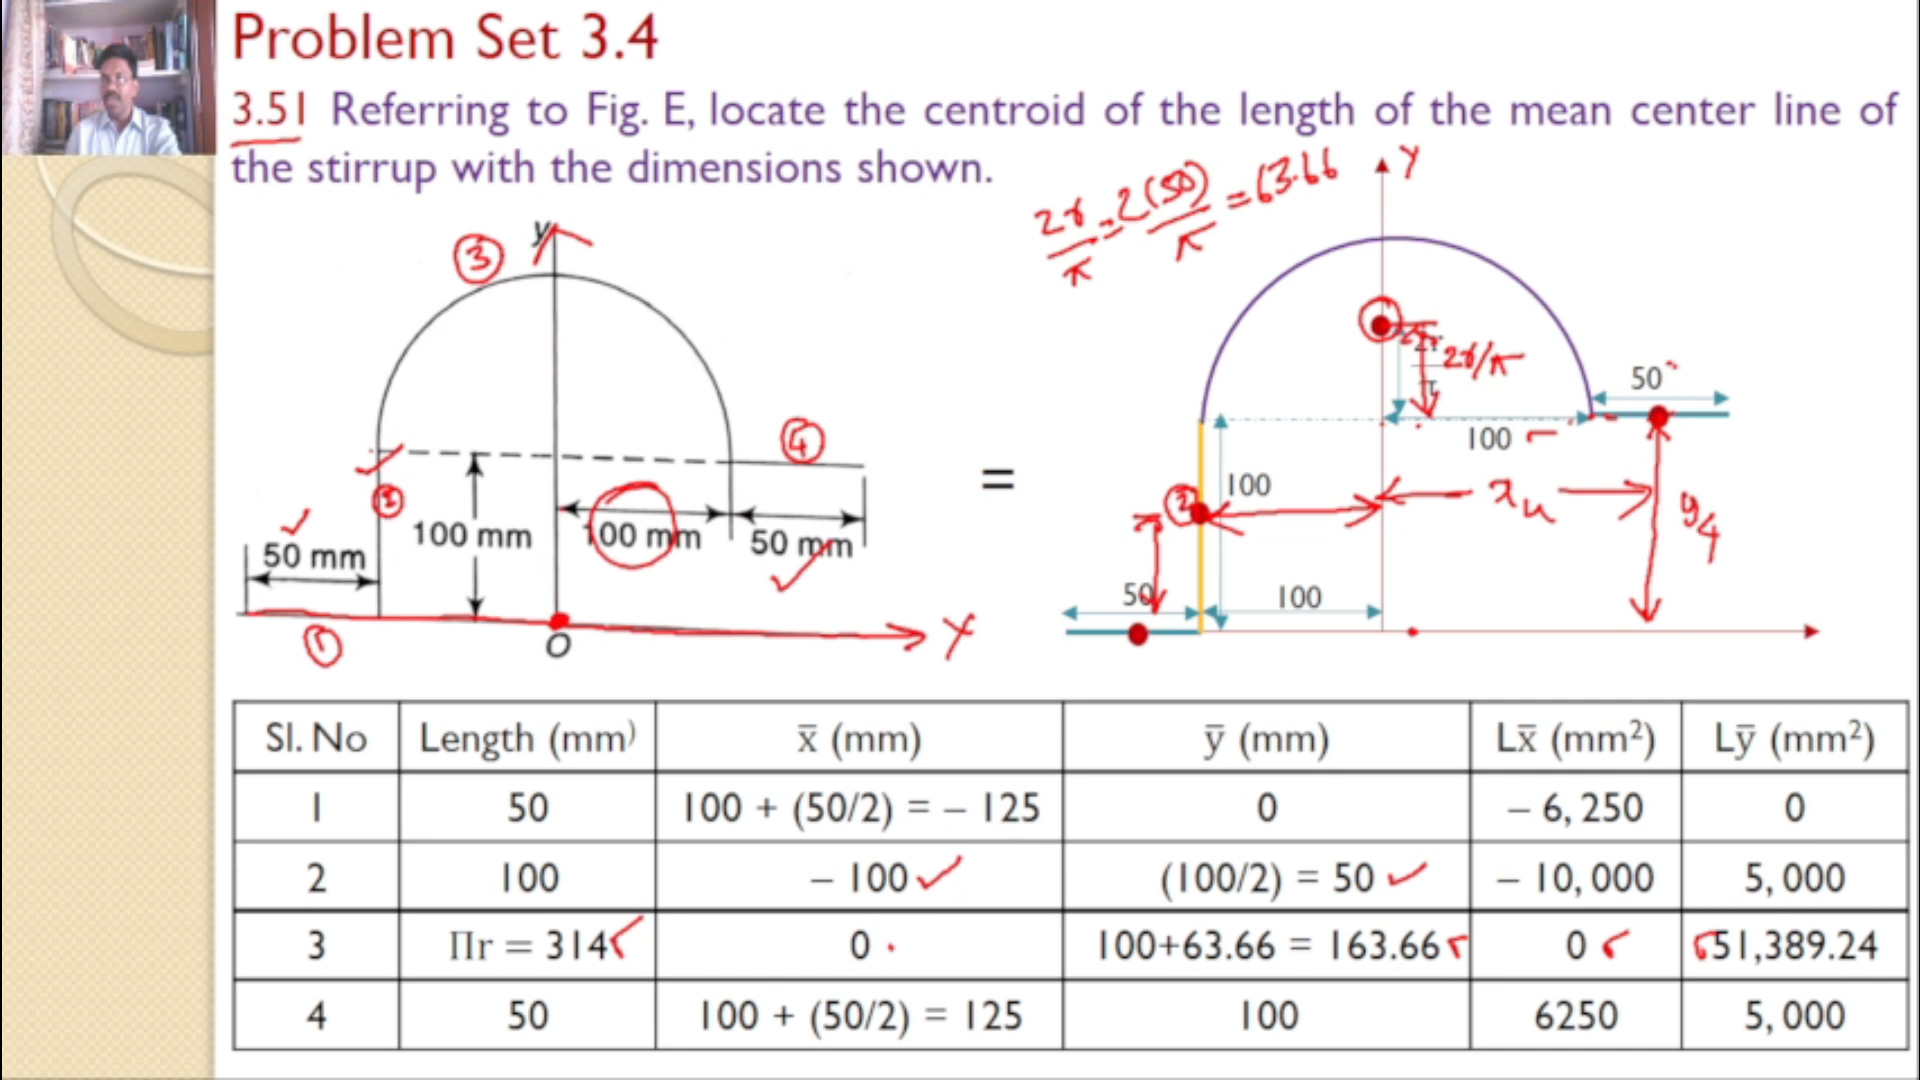 Problem Set 3.4
3.51 Referring to Fig. E, locate the centroid of the length of the mean center line of
the stirrup with the dimensions shown.
2r/π = 2(50)/π = 63.66
y
③
④
②
50 mm
100 mm
100 mm
50 mm
①
O
X
=
Y
2r/π
50
100
100
②
x₄
y₄
50
100
Sl. No | Length (mm) | x̅ (mm) | y̅ (mm) | Lx̅ (mm²) | Ly̅ (mm²)
1 | 50 | 100 + (50/2) = – 125 | 0 | – 6, 250 | 0
2 | 100 | – 100 | (100/2) = 50 | – 10, 000 | 5, 000
3 | Πr = 314 | 0 | 100+63.66 = 163.66 | 0 | 51,389.24
4 | 50 | 100 + (50/2) = 125 | 100 | 6250 | 5, 000